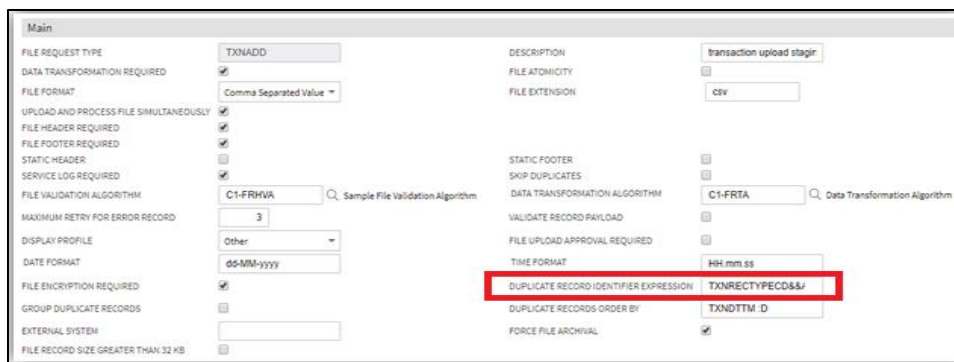 Main
FILE REQUEST TYPE TXNADD DESCRIPTION transaction upload stagin
DATA TRANSFORMATION REQUIRED FILE ATOMICITY
FILE FORMAT Comma Separated Value FILE EXTENSION csv
UPLOAD AND PROCESS FILE SIMULTANEOUSLY
FILE HEADER REQUIRED
FILE FOOTER REQUIRED
STATIC HEADER STATIC FOOTER
SERVICE LOG REQUIRED SKIP DUPLICATES
FILE VALIDATION ALGORITHM C1-FRHVA Sample File Validation Algorithm DATA TRANSFORMATION ALGORITHM C1-FRTA Data Transformation Algorithm
MAXIMUM RETRY FOR ERROR RECORD 3 VALIDATE RECORD PAYLOAD
DISPLAY PROFILE Other FILE UPLOAD APPROVAL REQUIRED
DATE FORMAT dd-MM-yyyy TIME FORMAT HH.mm.ss
FILE ENCRYPTION REQUIRED DUPLICATE RECORD IDENTIFIER EXPRESSION TXNRECTYPECD&&
GROUP DUPLICATE RECORDS DUPLICATE RECORDS ORDER BY TXNDTTM :D
EXTERNAL SYSTEM FORCE FILE ARCHIVAL
FILE RECORD SIZE GREATER THAN 32 KB